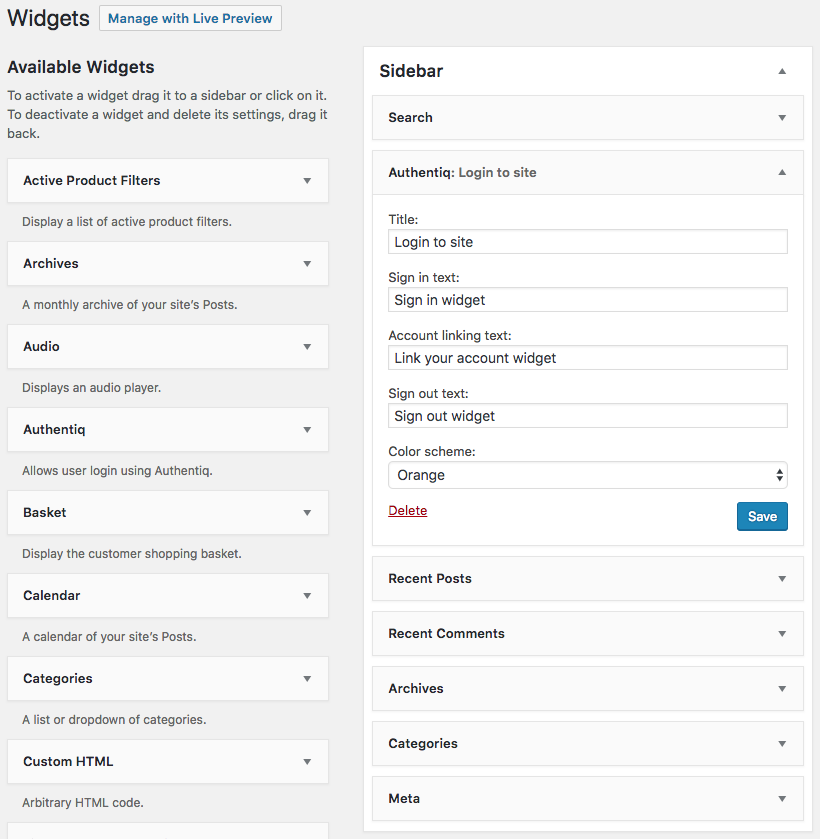 Widgets
Manage with Live Preview
Available Widgets
To activate a widget drag it to a sidebar or click on it.
To deactivate a widget and delete its settings, drag it
back.
Active Product Filters
Display a list of active product filters.
Archives
A monthly archive of your site's Posts.
Audio
Displays an audio player.
Authentiq
Allows user login using Authentiq.
Basket
Display the customer shopping basket.
Calendar
A calendar of your site's Posts.
Categories
A list or dropdown of categories.
Custom HTML
Arbitrary HTML code.
Sidebar
Search
Authentiq: Login to site
Title:
Login to site
Sign in text:
Sign in widget
Account linking text:
Link your account widget
Sign out text:
Sign out widget
Color scheme:
Orange
Delete
Save
Recent Posts
Recent Comments
Archives
Categories
Meta